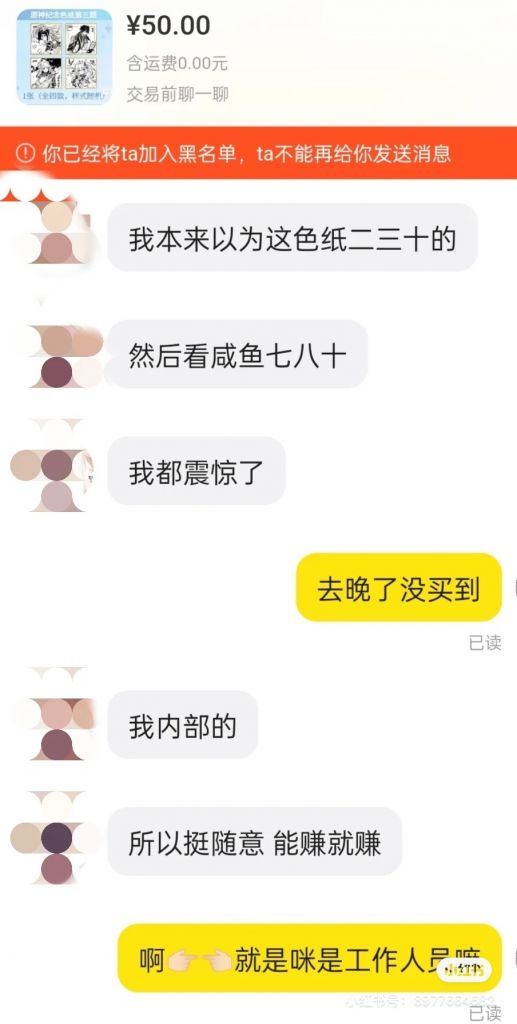 原神纪念色纸第三期
1张(全四款，样式随机)
¥50.00
含运费0.00元
交易前聊一聊
你已经将ta加入黑名单，ta不能再给你发送消息
我本来以为这色纸二三十的
然后看咸鱼七八十
我都震惊了
去晚了没买到
已读
我内部的
所以挺随意 能赚就赚
啊👉🏻👈🏻就是咪是工作人员嘛
小红书
小红书号：8977664682
已读